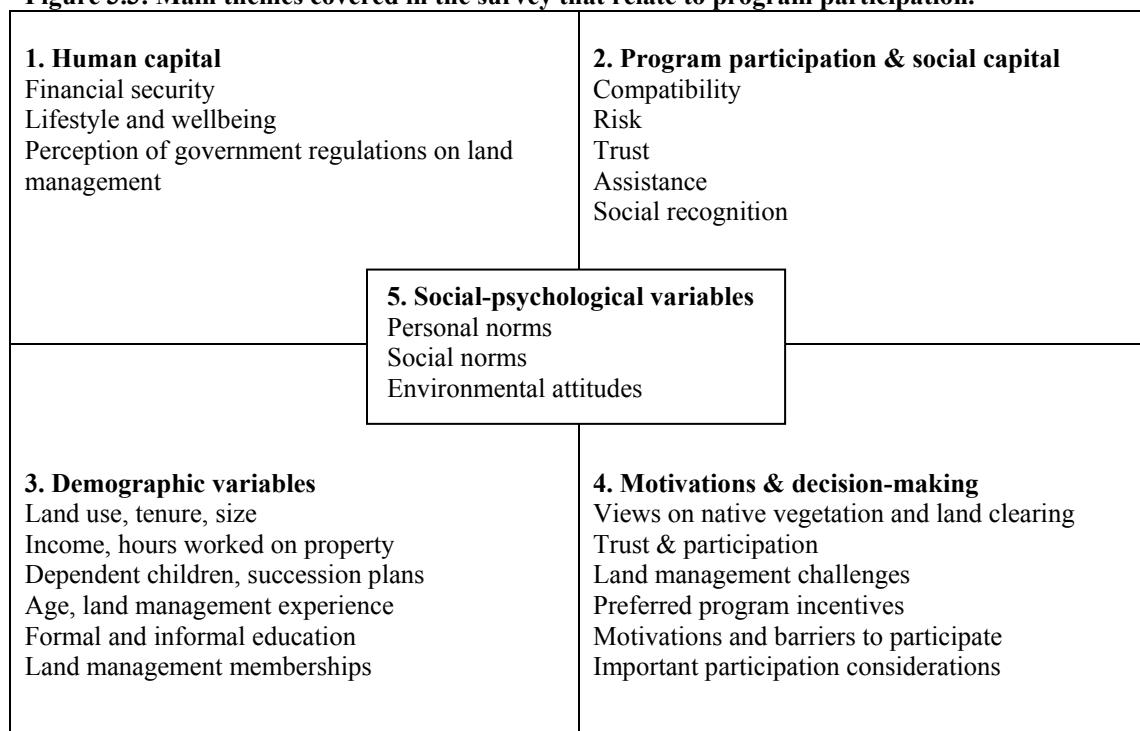 Figure 3.3: Main themes covered in the survey that relate to program participation.
1. Human capital
Financial security
Lifestyle and wellbeing
Perception of government regulations on land
management
2. Program participation & social capital
Compatibility
Risk
Trust
Assistance
Social recognition
5. Social-psychological variables
Personal norms
Social norms
Environmental attitudes
3. Demographic variables
Land use, tenure, size
Income, hours worked on property
Dependent children, succession plans
Age, land management experience
Formal and informal education
Land management memberships
4. Motivations & decision-making
Views on native vegetation and land clearing
Trust & participation
Land management challenges
Preferred program incentives
Motivations and barriers to participate
Important participation considerations